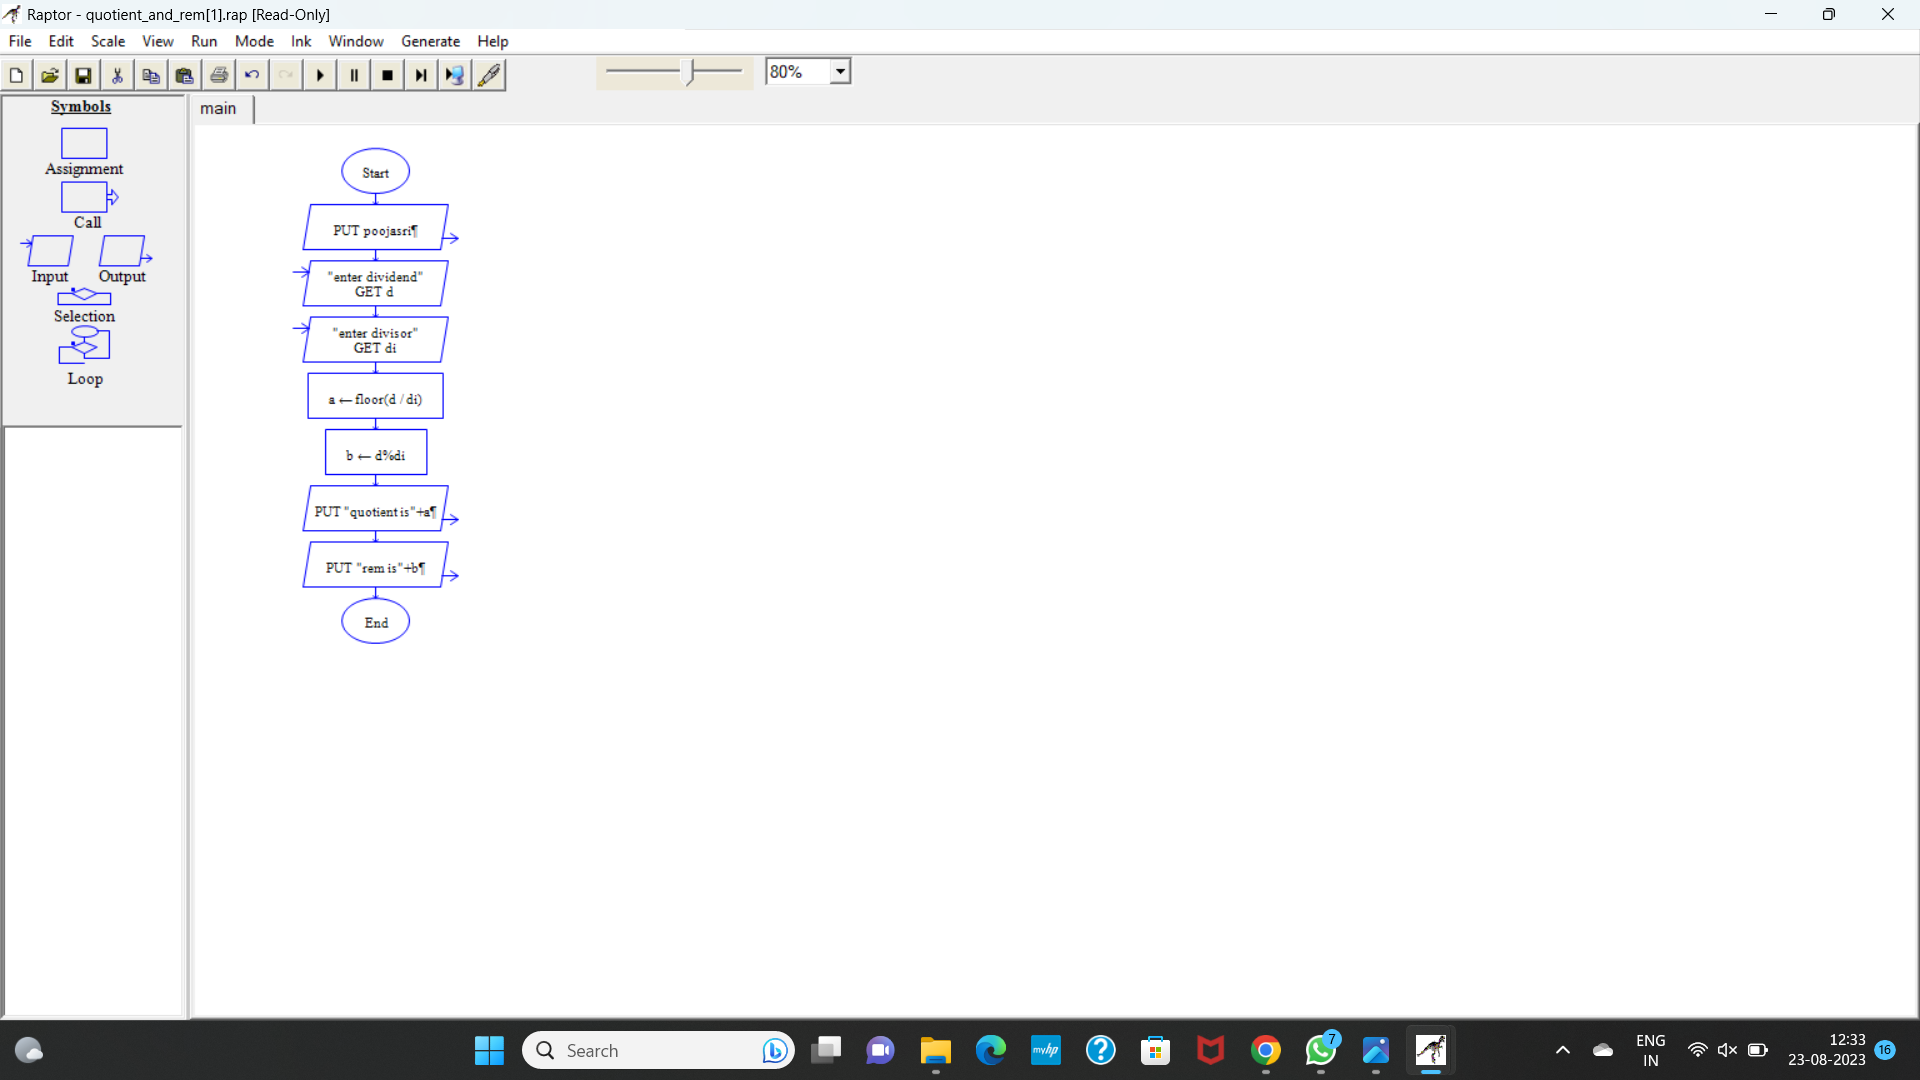 Raptor - quotient_and_rem[1].rap [Read-Only]
File Edit Scale View Run Mode Ink Window Generate Help
80%
Symbols
Assignment
Call
Input Output
Selection
Loop
main
Start
PUT poojasri¶
"enter dividend"
GET d
"enter divisor"
GET di
a ← floor(d / di)
b ← d%di
PUT "quotient is"+a¶
PUT "rem is"+b¶
End
Search
myhp
7
ENG
IN
12:33
23-08-2023
16